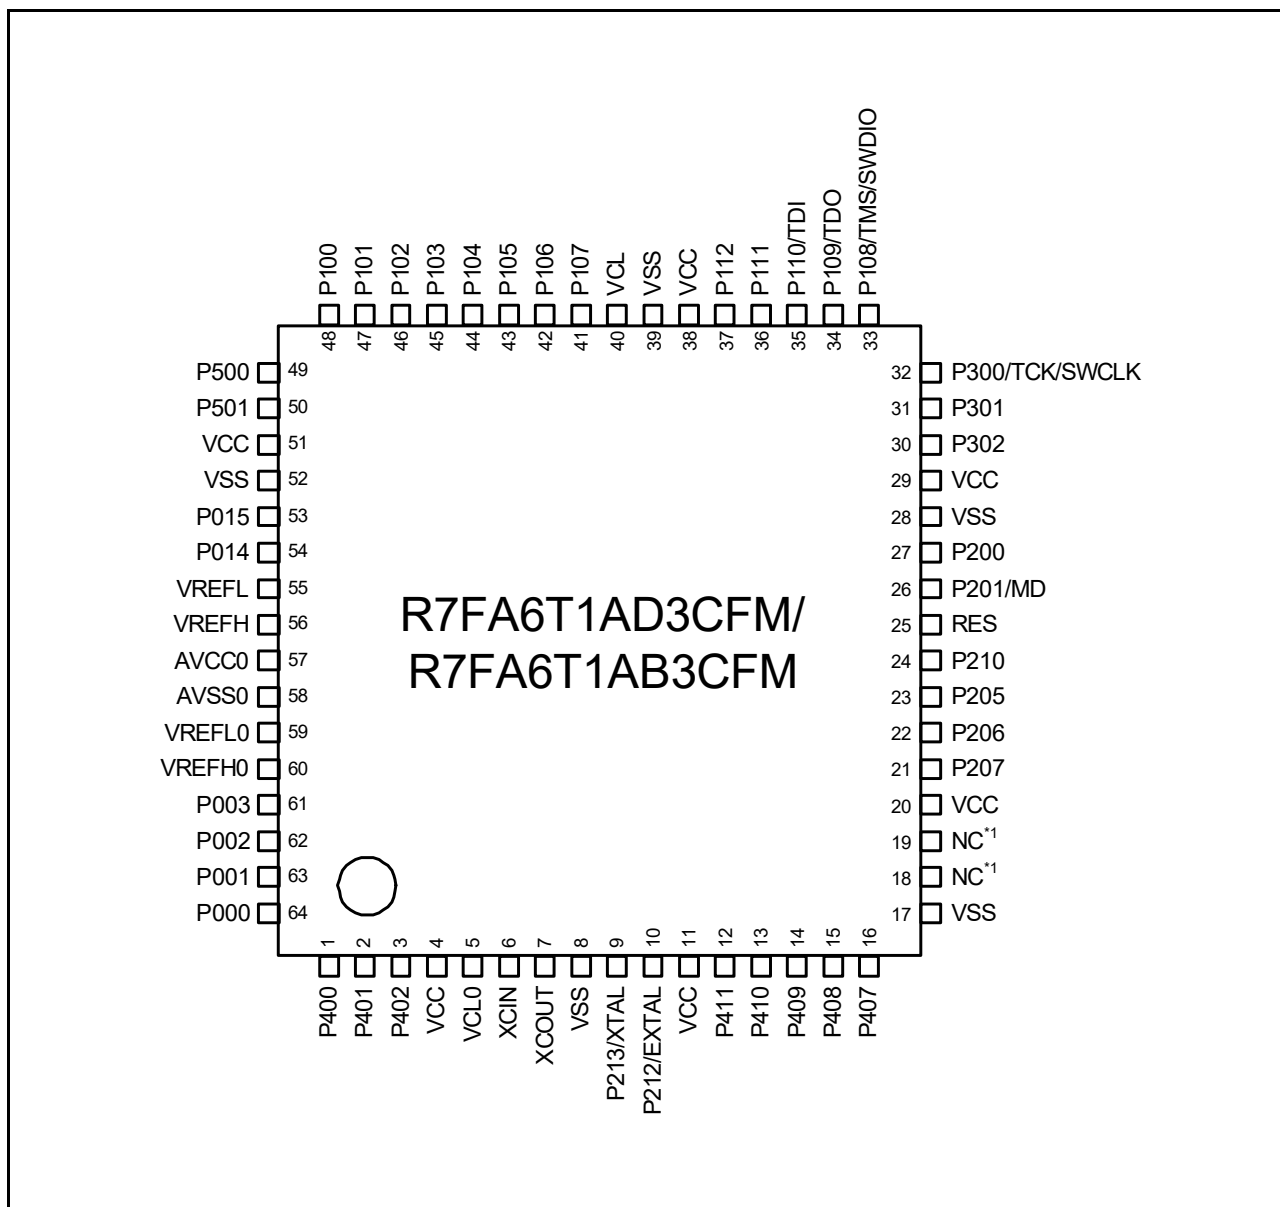 P100
P101
P102
P103
P104
P105
P106
P107
VCL
VSS
VCC
P112
P111
P110/TDI
P109/TDO
P108/TMS/SWDIO
48
47
46
45
44
43
42
41
40
39
38
37
36
35
34
33
P500 49
P501 50
VCC 51
VSS 52
P015 53
P014 54
VREFL 55
VREFH 56
AVCC0 57
AVSS0 58
VREFL0 59
VREFH0 60
P003 61
P002 62
P001 63
P000 64
R7FA6T1AD3CFM/
R7FA6T1AB3CFM
32 P300/TCK/SWCLK
31 P301
30 P302
29 VCC
28 VSS
27 P200
26 P201/MD
25 RES
24 P210
23 P205
22 P206
21 P207
20 VCC
19 NC*1
18 NC*1
17 VSS
1
2
3
4
5
6
7
8
9
10
11
12
13
14
15
16
P400
P401
P402
VCC
VCL0
XCIN
XCOUT
VSS
P213/XTAL
P212/EXTAL
VCC
P411
P410
P409
P408
P407